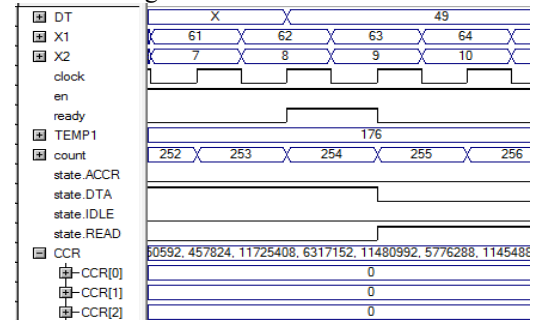 DT X 49
X1 61 62 63 64
X2 7 8 9 10
clock
en
ready
TEMP1 176
count 252 253 254 255 256
state.ACCR
state.DTA
state.IDLE
state.READ
CCR 50592, 457824, 11725408, 6317152, 11480992, 5776288, 1145488
CCR[0] 0
CCR[1] 0
CCR[2] 0